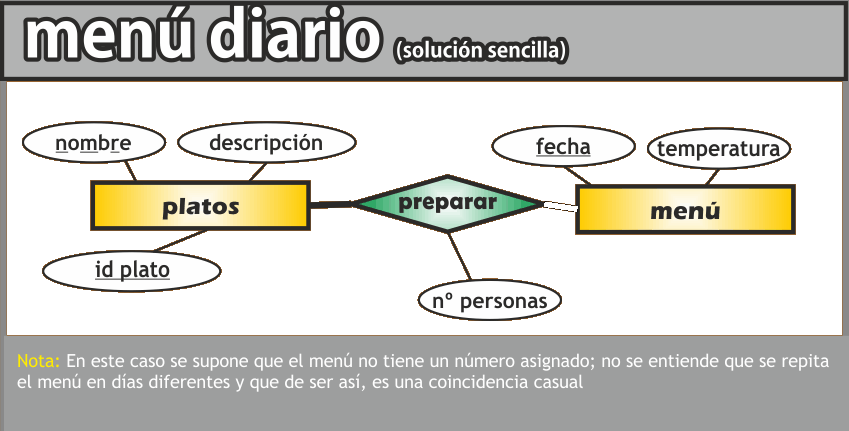 menú diario (solución sencilla)
nombre
descripción
fecha
temperatura
platos
preparar
menú
id plato
nº personas
Nota: En este caso se supone que el menú no tiene un número asignado; no se entiende que se repita
el menú en días diferentes y que de ser así, es una coincidencia casual